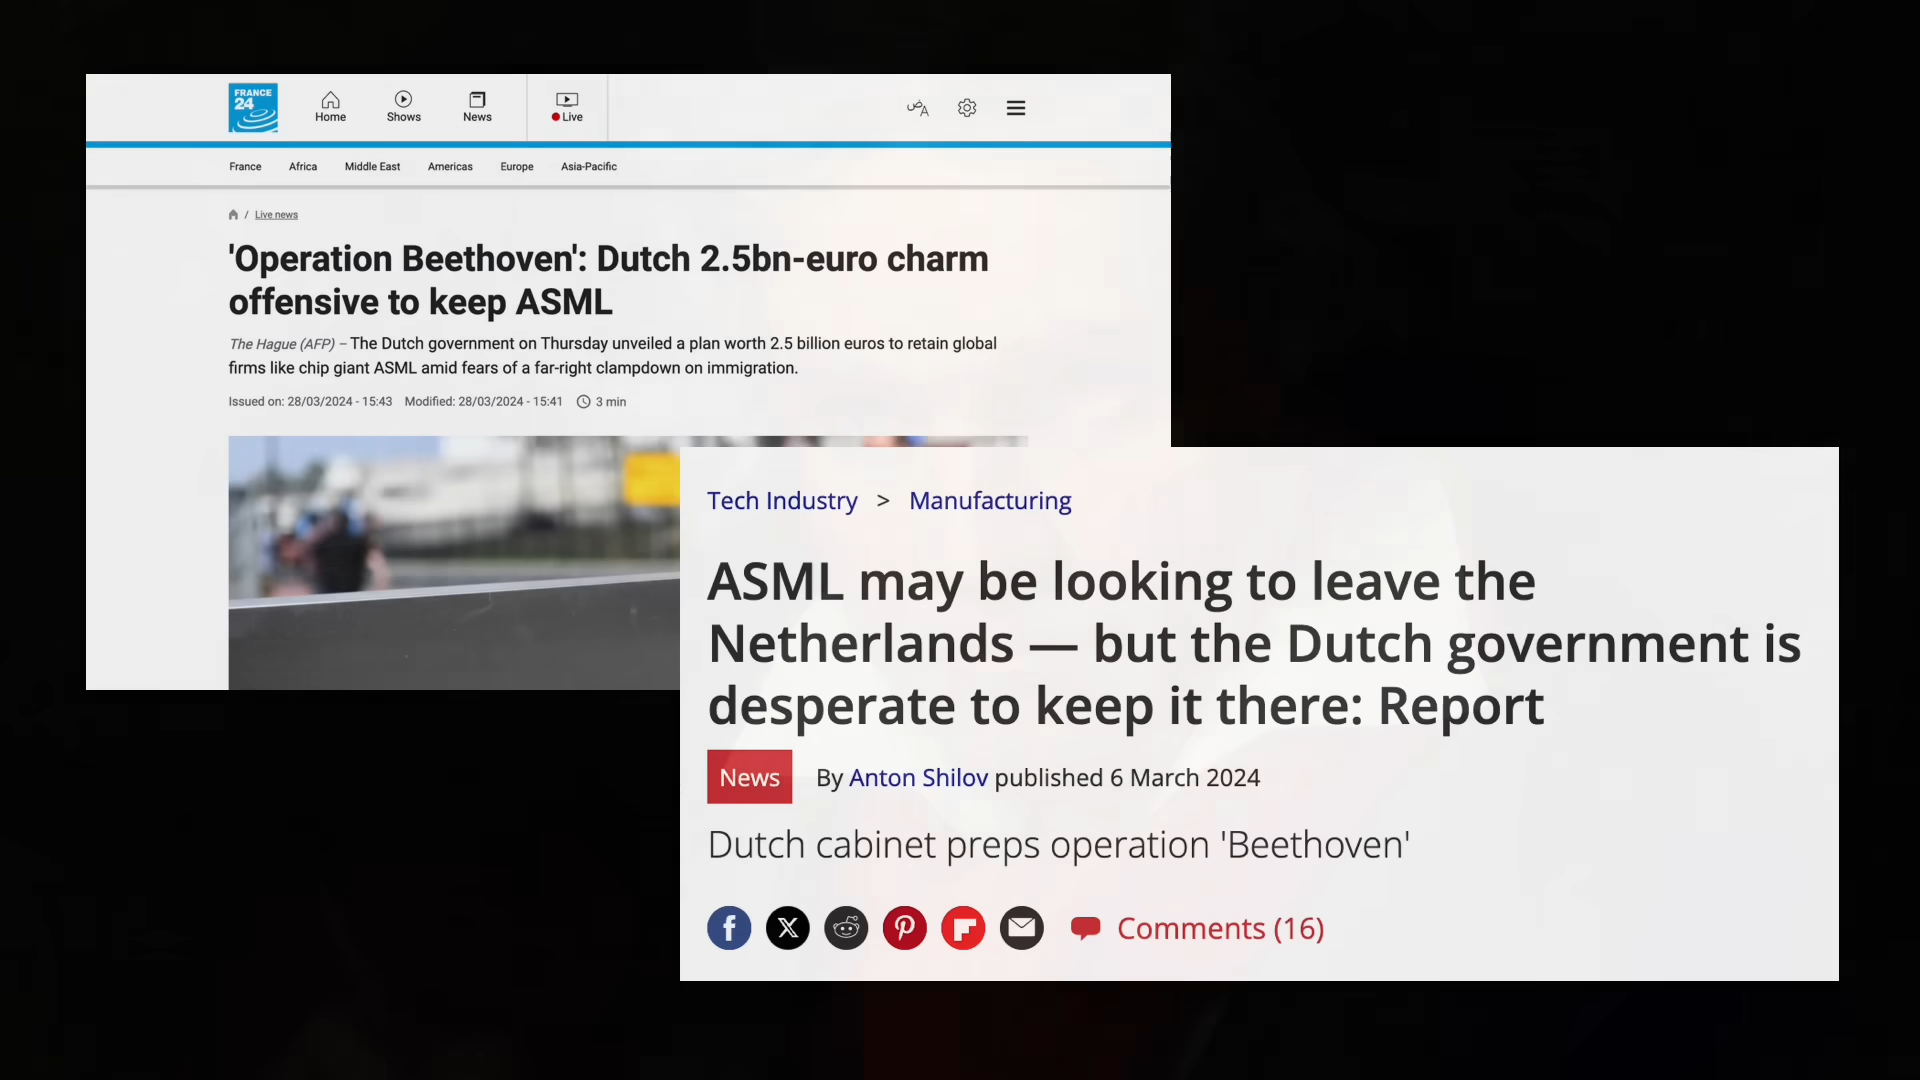 FRANCE
24
Home
Shows
News
Live
France
Africa
Middle East
Americas
Europe
Asia-Pacific
/ Live news
'Operation Beethoven': Dutch 2.5bn-euro charm
offensive to keep ASML
The Hague (AFP) – The Dutch government on Thursday unveiled a plan worth 2.5 billion euros to retain global
firms like chip giant ASML amid fears of a far-right clampdown on immigration.
Issued on: 28/03/2024 - 15:43 Modified: 28/03/2024 - 15:41 3 min
Tech Industry > Manufacturing
ASML may be looking to leave the
Netherlands — but the Dutch government is
desperate to keep it there: Report
News By Anton Shilov published 6 March 2024
Dutch cabinet preps operation 'Beethoven'
Comments (16)